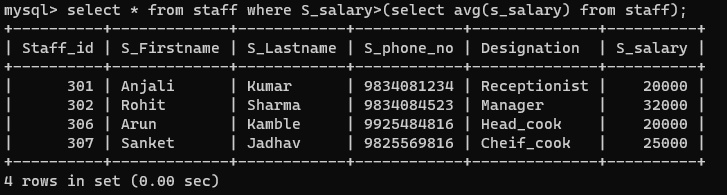 mysql> select * from staff where S_salary>(select avg(s_salary) from staff);
+----------+-------------+------------+------------+--------------+----------+
| Staff_id | S_Firstname | S_Lastname | S_phone_no | Designation  | S_salary |
+----------+-------------+------------+------------+--------------+----------+
|      301 | Anjali      | Kumar      | 9834081234 | Receptionist |    20000 |
|      302 | Rohit       | Sharma     | 9834084523 | Manager      |    32000 |
|      306 | Arun        | Kamble     | 9925484816 | Head_cook    |    20000 |
|      307 | Sanket      | Jadhav     | 9825569816 | Cheif_cook   |    25000 |
+----------+-------------+------------+------------+--------------+----------+
4 rows in set (0.00 sec)